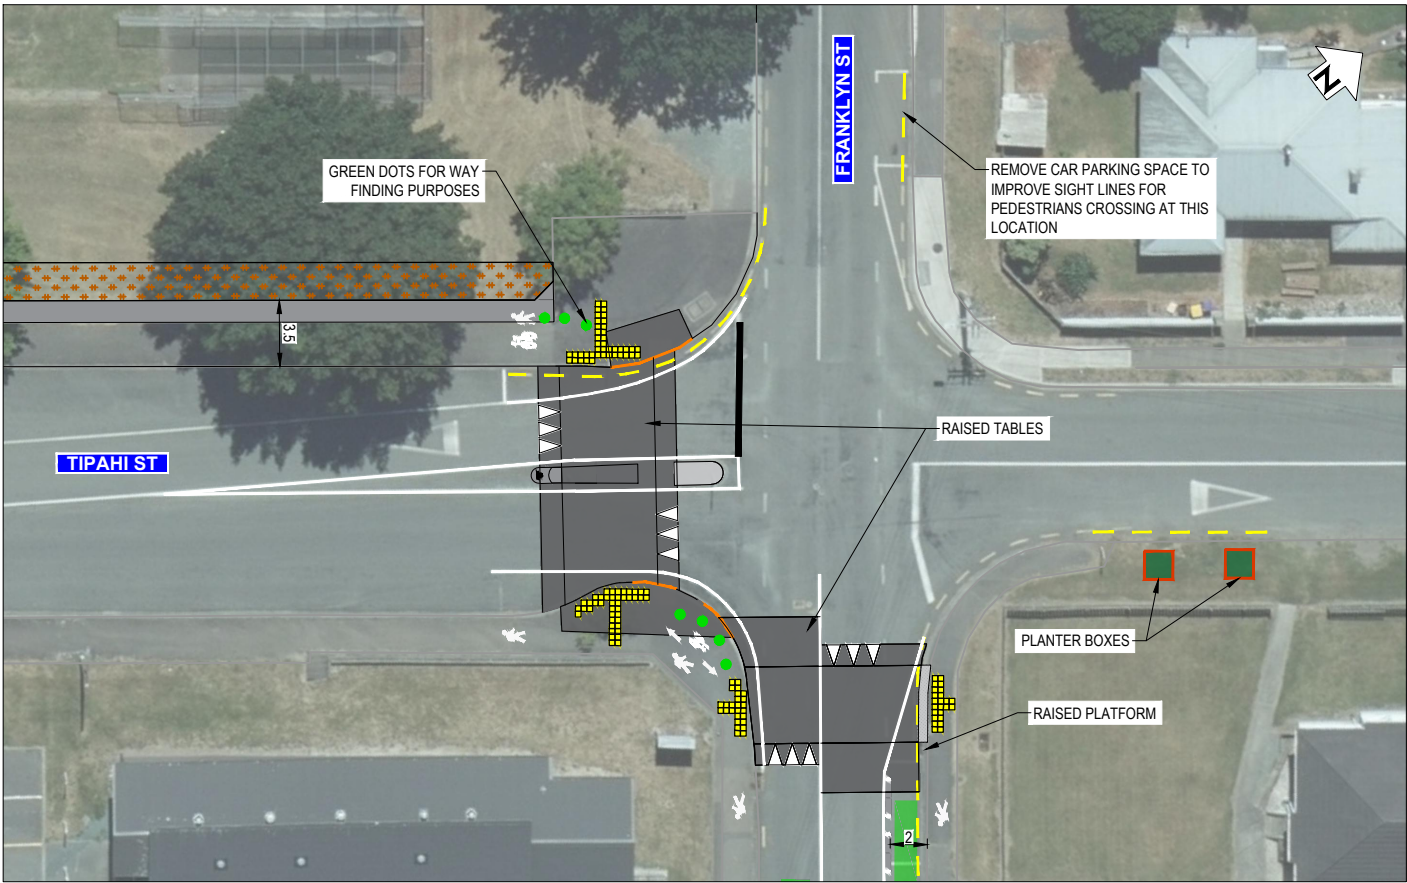 FRANKLYN ST
N
GREEN DOTS FOR WAY
FINDING PURPOSES
REMOVE CAR PARKING SPACE TO
IMPROVE SIGHT LINES FOR
PEDESTRIANS CROSSING AT THIS
LOCATION
3.5
RAISED TABLES
TIPAHI ST
PLANTER BOXES
RAISED PLATFORM
2